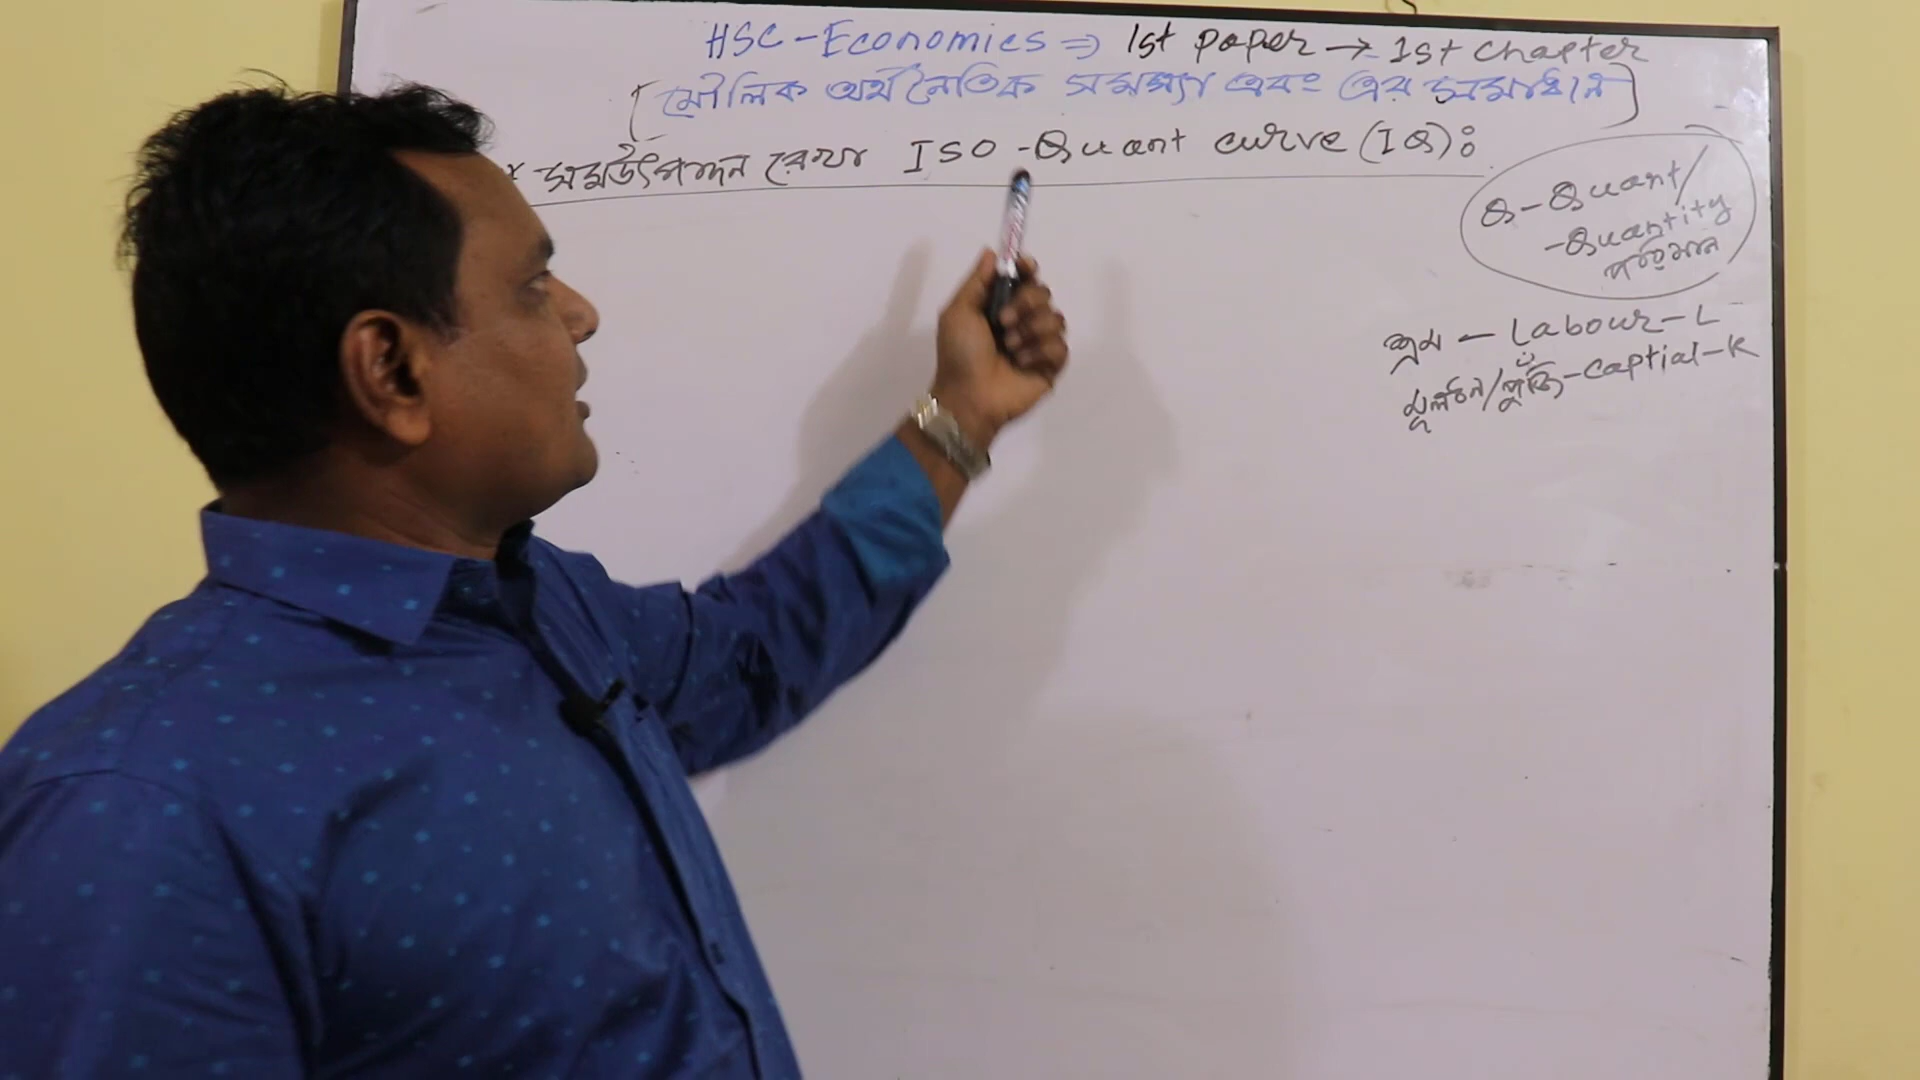 HSC-Economics ⇒ 1st paper → 1st chapter
[মৌলিক অর্থনৈতিক সমস্যা এবং এর সমাধান]
* সমউৎপাদন রেখা ISO-Quant curve (IQ):
Q-Quant/
-Quantity
পরিমান
শ্রম - Labour-L
মূলধন/পুঁজি-Captial-K